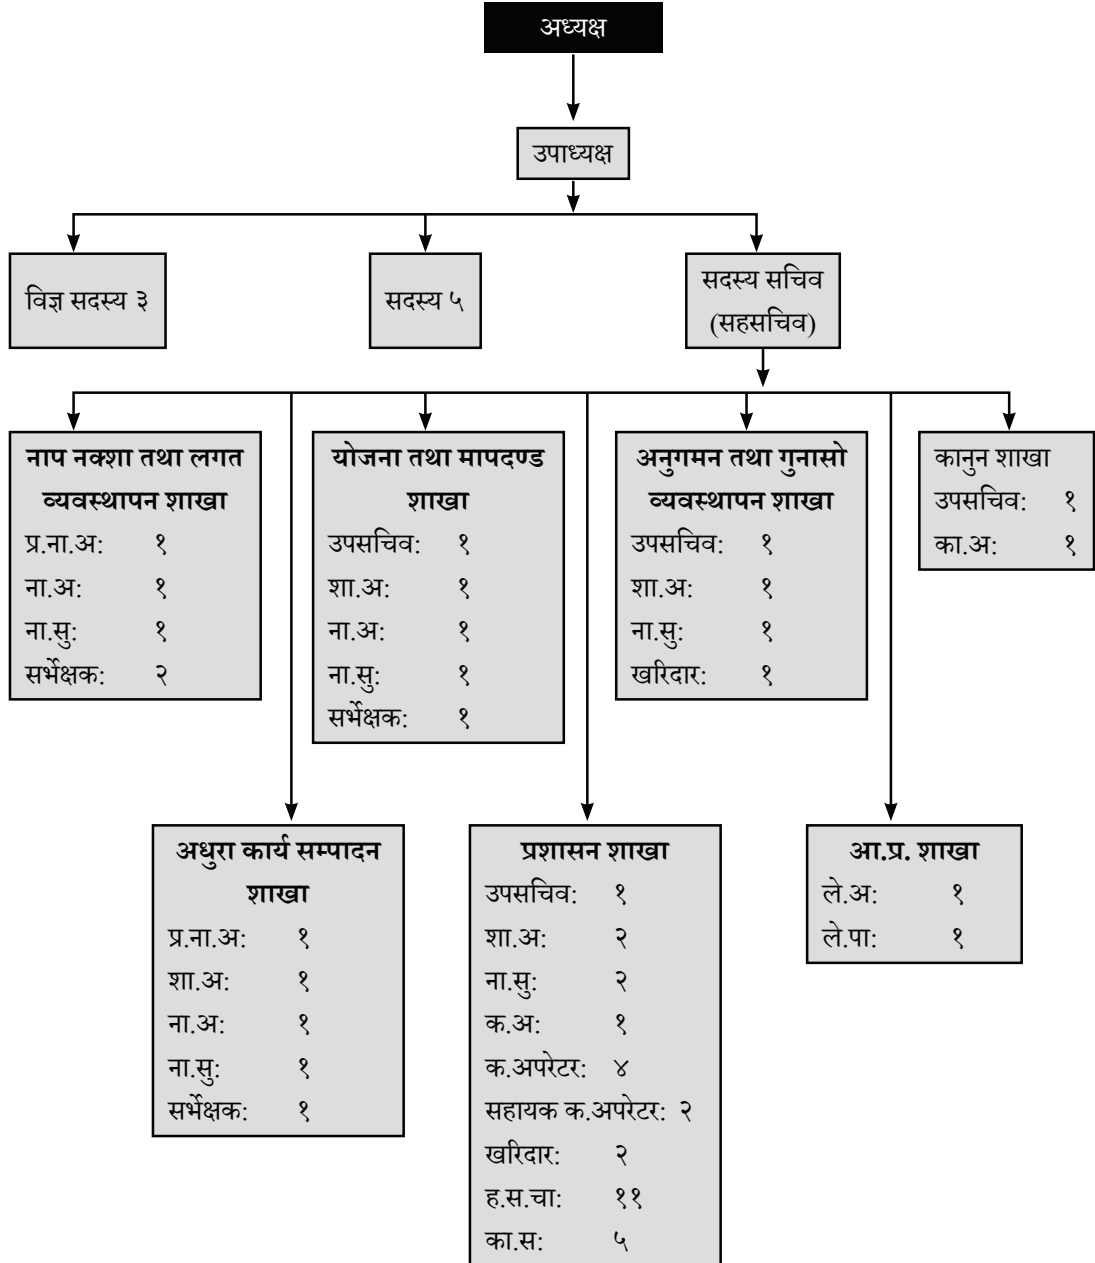 अध्यक्ष
उपाध्यक्ष
विज्ञ सदस्य ३
सदस्य ५
सदस्य सचिव
(सहसचिव)
नाप नक्शा तथा लगत
व्यवस्थापन शाखा
प्र.ना.अ: १
ना.अ: १
ना.सु: १
सर्भेक्षक: २
योजना तथा मापदण्ड
शाखा
उपसचिव: १
शा.अ: १
ना.अ: १
ना.सु: १
सर्भेक्षक: १
अनुगमन तथा गुनासो
व्यवस्थापन शाखा
उपसचिव: १
शा.अ: १
ना.सु: १
खरिदार: १
कानुन शाखा
उपसचिव: १
का.अ: १
अधुरा कार्य सम्पादन
शाखा
प्र.ना.अ: १
शा.अ: १
ना.अ: १
ना.सु: १
सर्भेक्षक: १
प्रशासन शाखा
उपसचिव: १
शा.अ: २
ना.सु: २
क.अ: १
क.अपरेटर: ४
सहायक क.अपरेटर: २
खरिदार: २
ह.स.चा: ११
का.स: ५
आ.प्र. शाखा
ले.अ: १
ले.पा: १